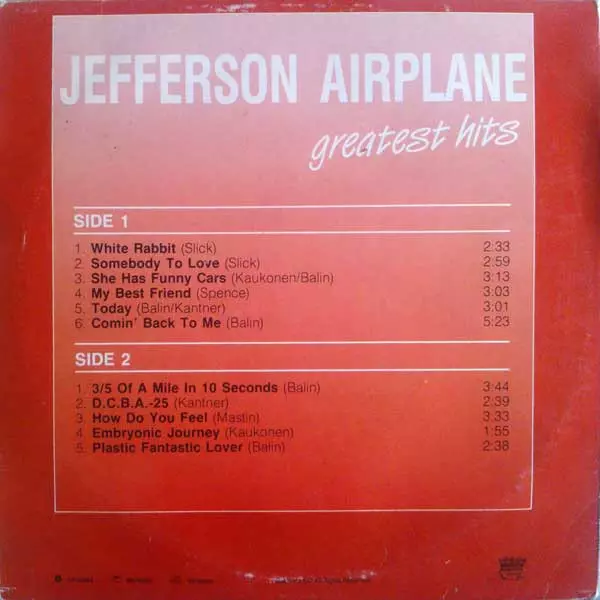 JEFFERSON AIRPLANE
greatest hits
SIDE 1
1. White Rabbit (Slick) 2:33
2. Somebody To Love (Slick) 2:59
3. She Has Funny Cars (Kaukonen/Balin) 3:13
4. My Best Friend (Spence) 3:03
5. Today (Balin/Kantner) 3:01
6. Comin' Back To Me (Balin) 5:23
SIDE 2
1. 3/5 Of A Mile In 10 Seconds (Balin) 3:44
2. D.C.B.A.-25 (Kantner) 2:39
3. How Do You Feel (Mastin) 3:33
4. Embryonic Journey (Kaukonen) 1:55
5. Plastic Fantastic Lover (Balin) 2:38